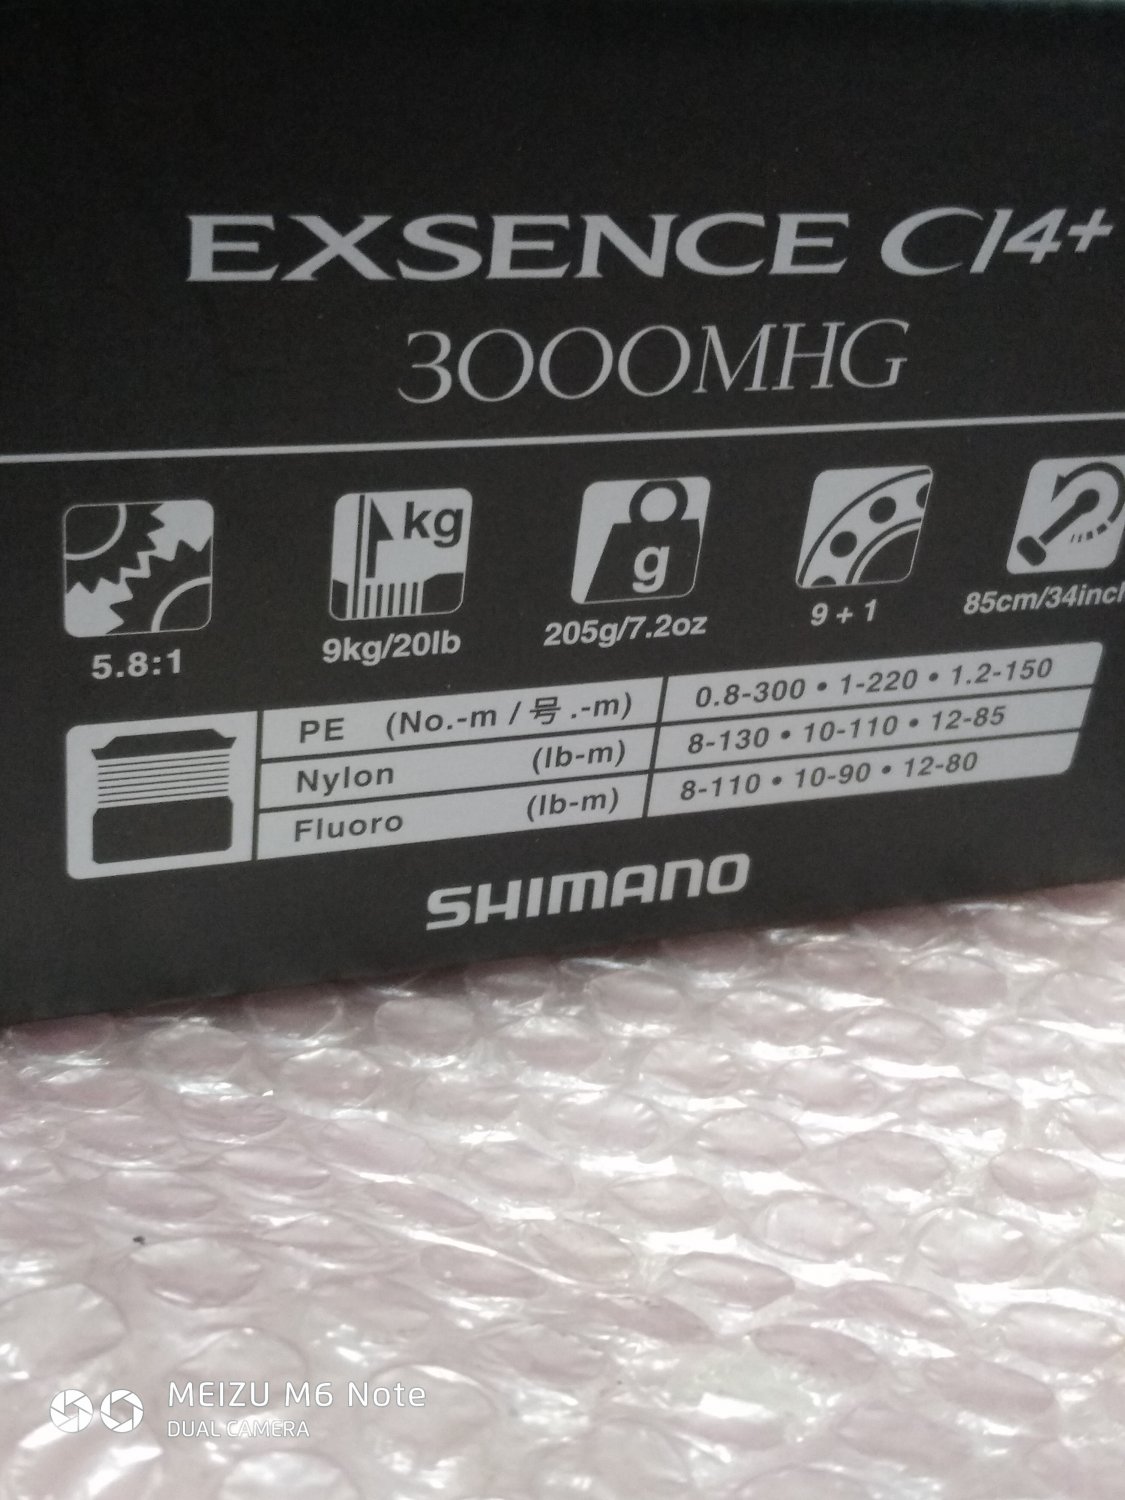 EXSENCE CI4+
3000MHG
kg
g
5.8:1
9kg/20lb
205g/7.2oz
9 + 1
85cm/34inch
PE (No.-m / 号.-m) 0.8-300 • 1-220 • 1.2-150
Nylon (lb-m) 8-130 • 10-110 • 12-85
Fluoro (lb-m) 8-110 • 10-90 • 12-80
SHIMANO
MEIZU M6 Note
DUAL CAMERA